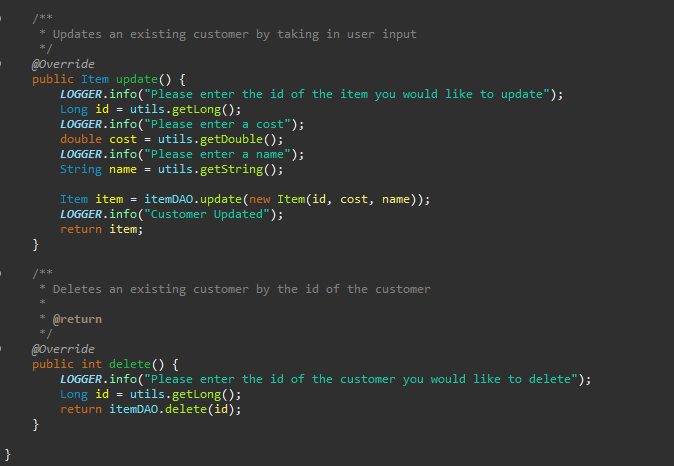 /**
 * Updates an existing customer by taking in user input
 */
@Override
public Item update() {
    LOGGER.info("Please enter the id of the item you would like to update");
    Long id = utils.getLong();
    LOGGER.info("Please enter a cost");
    double cost = utils.getDouble();
    LOGGER.info("Please enter a name");
    String name = utils.getString();

    Item item = itemDAO.update(new Item(id, cost, name));
    LOGGER.info("Customer Updated");
    return item;
}

/**
 * Deletes an existing customer by the id of the customer
 *
 * @return
 */
@Override
public int delete() {
    LOGGER.info("Please enter the id of the customer you would like to delete");
    Long id = utils.getLong();
    return itemDAO.delete(id);
}

}